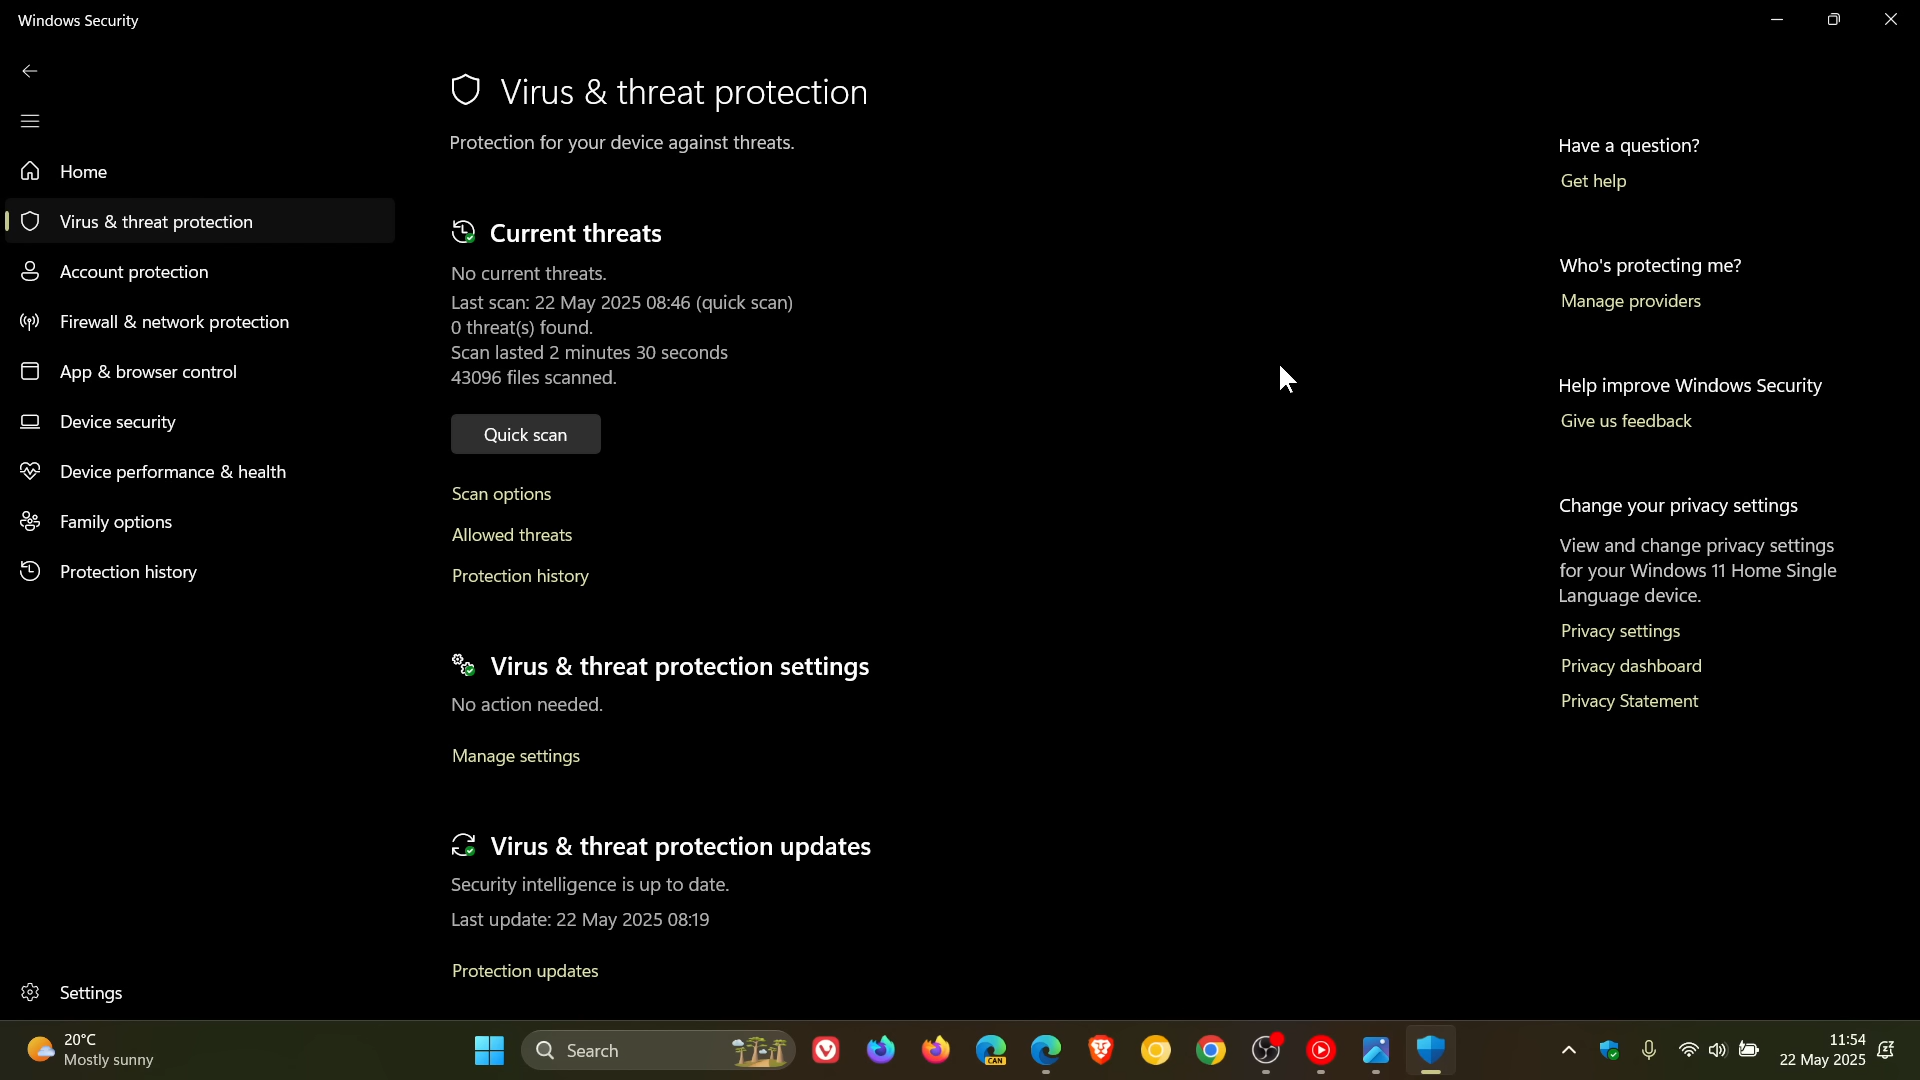 Windows Security
Home
Virus & threat protection
Account protection
Firewall & network protection
App & browser control
Device security
Device performance & health
Family options
Protection history
Settings
Virus & threat protection
Protection for your device against threats.
Current threats
No current threats.
Last scan: 22 May 2025 08:46 (quick scan)
0 threat(s) found.
Scan lasted 2 minutes 30 seconds
43096 files scanned.
Quick scan
Scan options
Allowed threats
Protection history
Virus & threat protection settings
No action needed.
Manage settings
Virus & threat protection updates
Security intelligence is up to date.
Last update: 22 May 2025 08:19
Protection updates
Have a question?
Get help
Who's protecting me?
Manage providers
Help improve Windows Security
Give us feedback
Change your privacy settings
View and change privacy settings
for your Windows 11 Home Single
Language device.
Privacy settings
Privacy dashboard
Privacy Statement
20°C
Mostly sunny
Search
CAN
11:54
22 May 2025